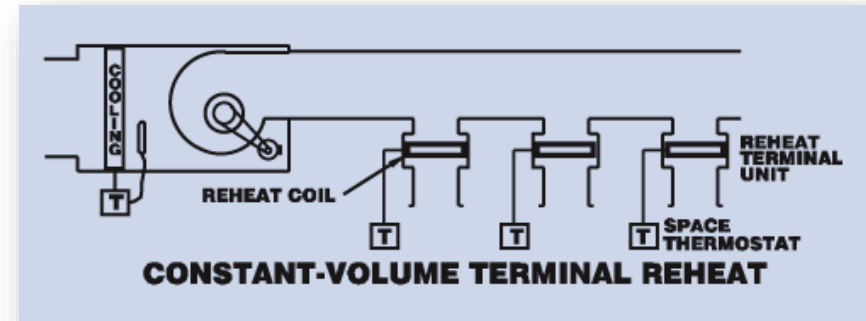 COOLING
T
REHEAT COIL
T
T
T
REHEAT
TERMINAL
UNIT
SPACE
THERMOSTAT
CONSTANT-VOLUME TERMINAL REHEAT